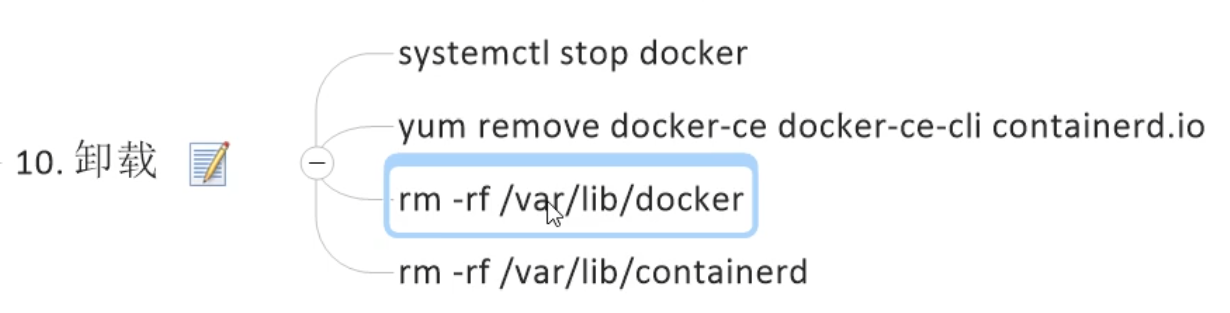 systemctl stop docker
yum remove docker-ce docker-ce-cli containerd.io
10. 卸载
rm -rf /var/lib/docker
rm -rf /var/lib/containerd